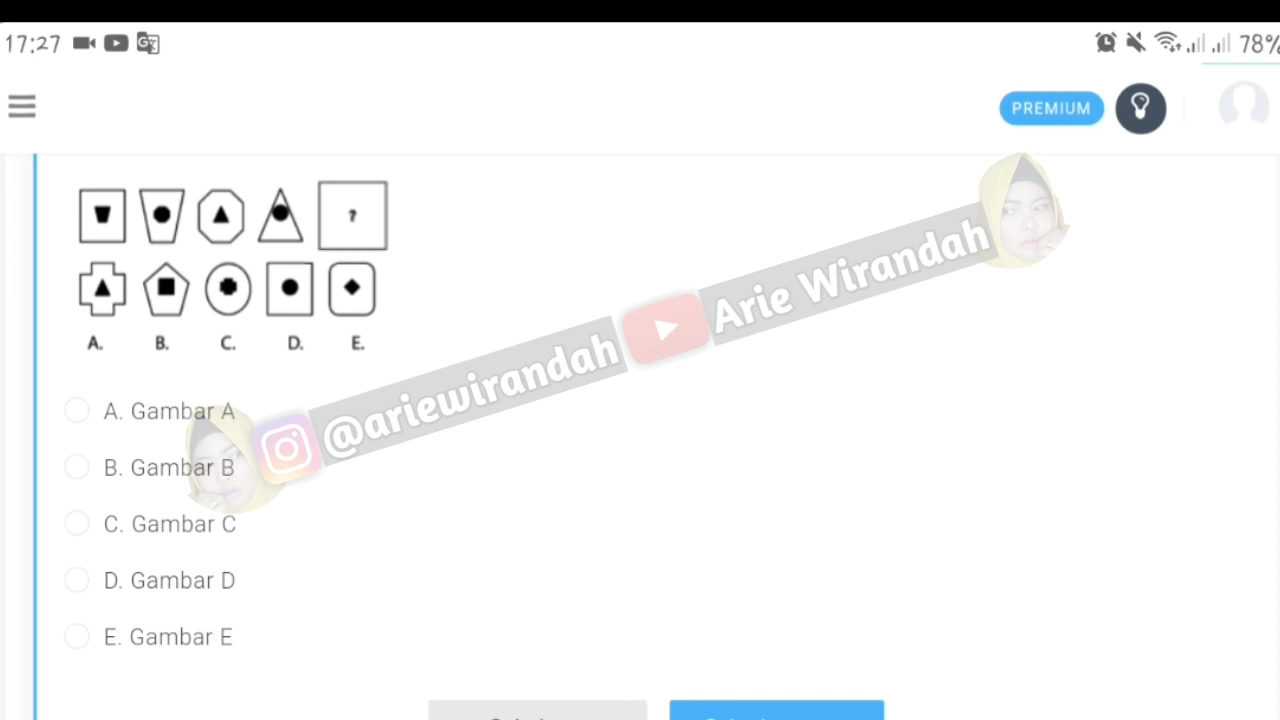 17:27
78%
PREMIUM
?
A. B. C. D. E.
@ariewirandah Arie Wirandah
A. Gambar A
B. Gambar B
C. Gambar C
D. Gambar D
E. Gambar E